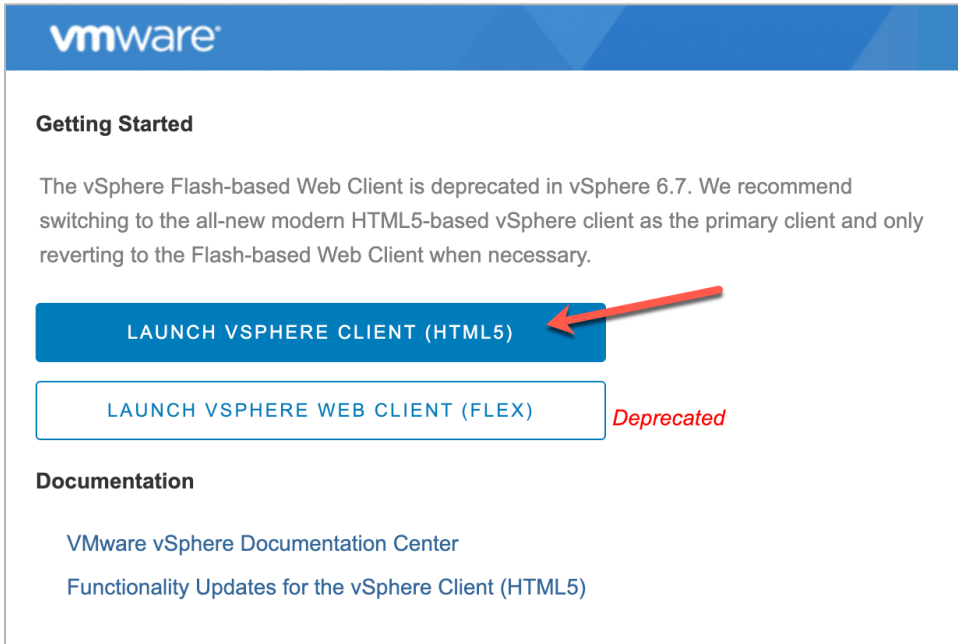 vmware
Getting Started
The vSphere Flash-based Web Client is deprecated in vSphere 6.7. We recommend
switching to the all-new modern HTML5-based vSphere client as the primary client and only
reverting to the Flash-based Web Client when necessary.
LAUNCH VSPHERE CLIENT (HTML5)
LAUNCH VSPHERE WEB CLIENT (FLEX)
Deprecated
Documentation
VMware vSphere Documentation Center
Functionality Updates for the vSphere Client (HTML5)